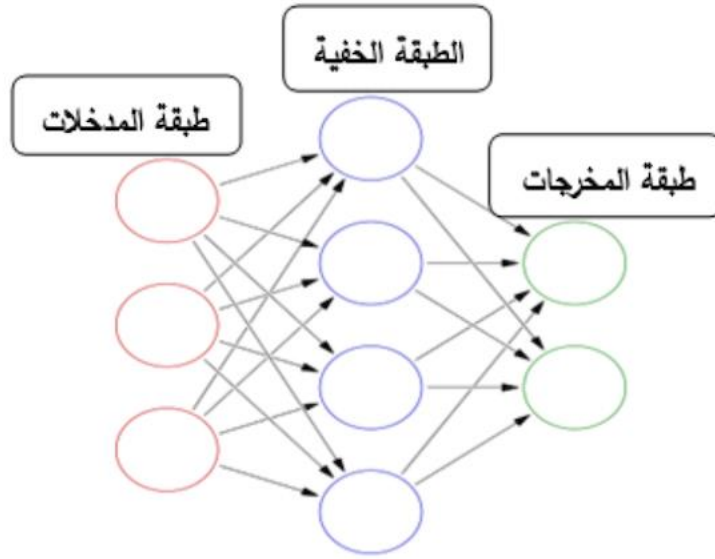 الطبقة الخفية
طبقة المدخلات
طبقة المخرجات